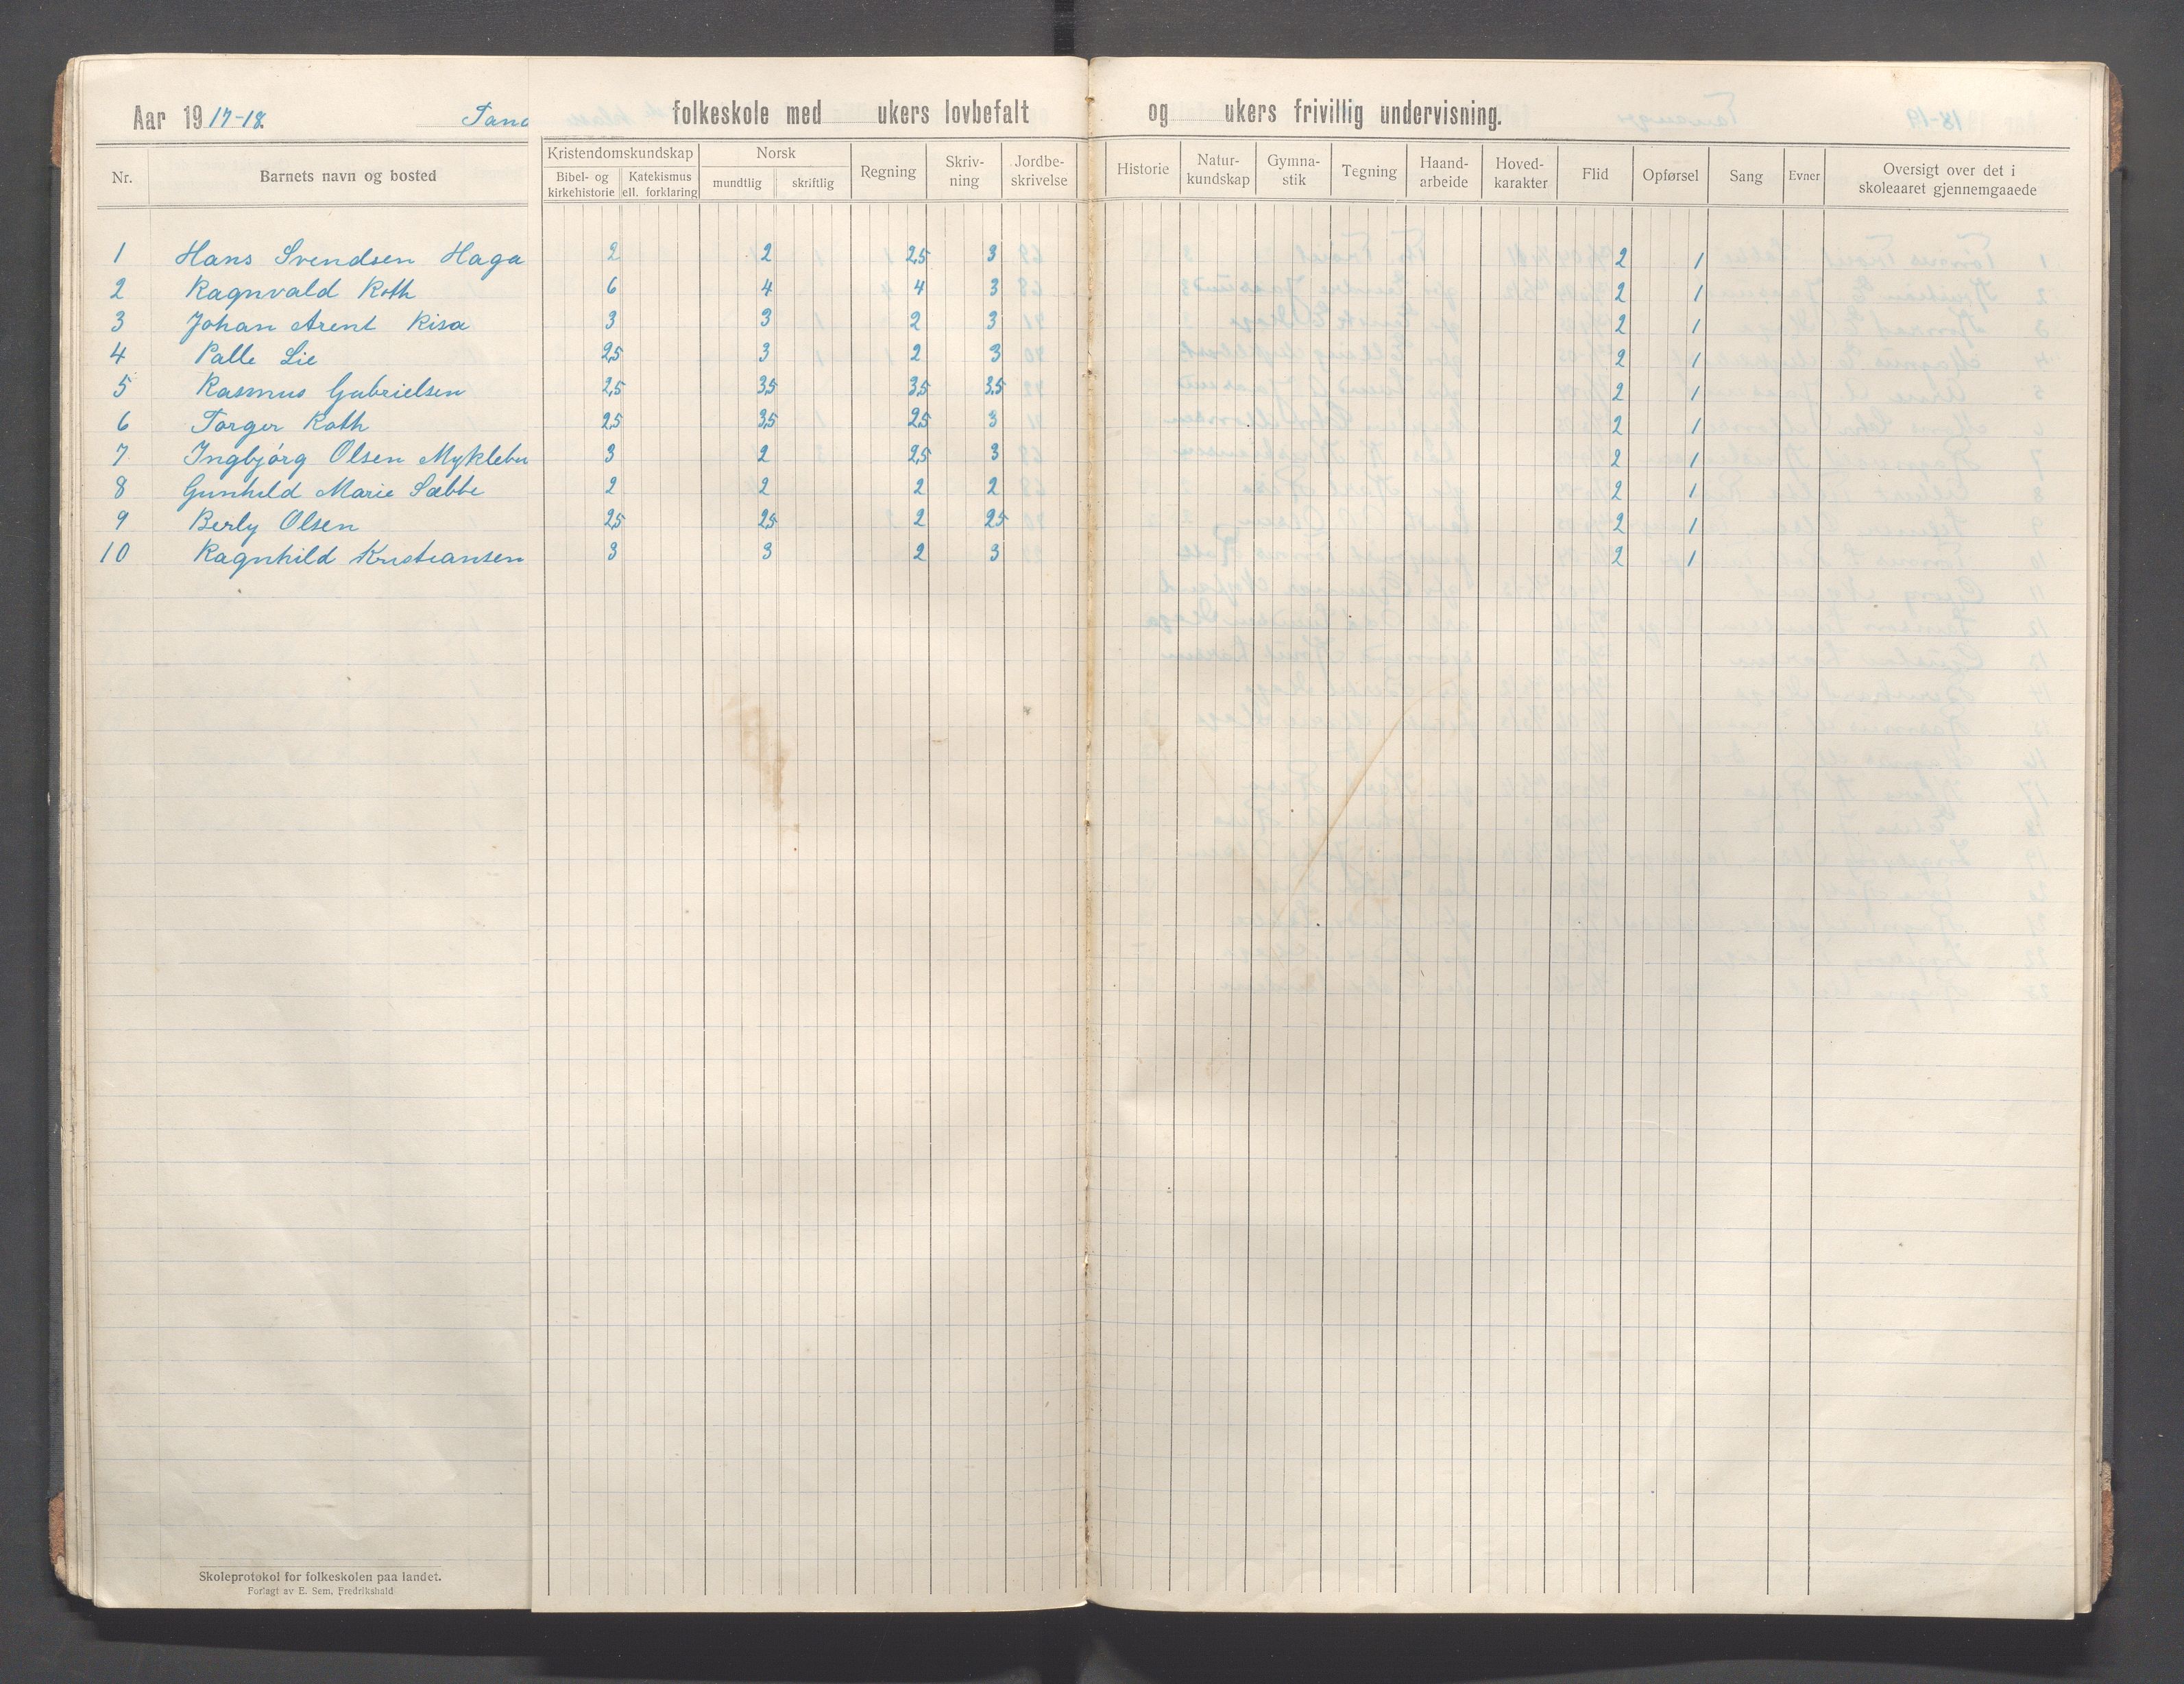 Aar 1917-18. Tana folkeskole med ukers lovbefalt og ukers frivillig undervisning.
Nr. Barnets navn og bosted Kristendomskundskap Bibel- og kirkehistorie Katekismus ell. forklaring Norsk mundtlig skriftlig Regning Skriv-ning Jordbe-skrivelse Historie Natur-kundskap Gymna-stik Tegning Haand-arbeide Hoved-karakter Flid Opførsel Sang Evner Oversigt over det i skoleaaret gjennemgaaede
1 Hans Svendsen Haga 2 2 2,5 3 2 1
2 Ragnvald Roth 6 4 4 3 2 1
3 Johan Arent Risa 3 3 2 3 2 1
4 Palle Lie 2,5 3 2 3 2 1
5 Rasmus Gabrielsen 2,5 3,5 3,5 3,5 2 1
6 Torger Roth 2,5 3,5 2,5 3 2 1
7 Ingbjörg Olsen Myklebu 3 2 2,5 3 2 1
8 Gunhild Marie Sæbbe 2 2 2 2 2 1
9 Berly Olsen 2,5 2,5 2 2,5 2 1
10 Ragnhild Kristiansen 3 3 2 3 2 1
Skoleprotokol for folkeskolen paa landet.
Forlagt av E. Sem, Fredrikshald